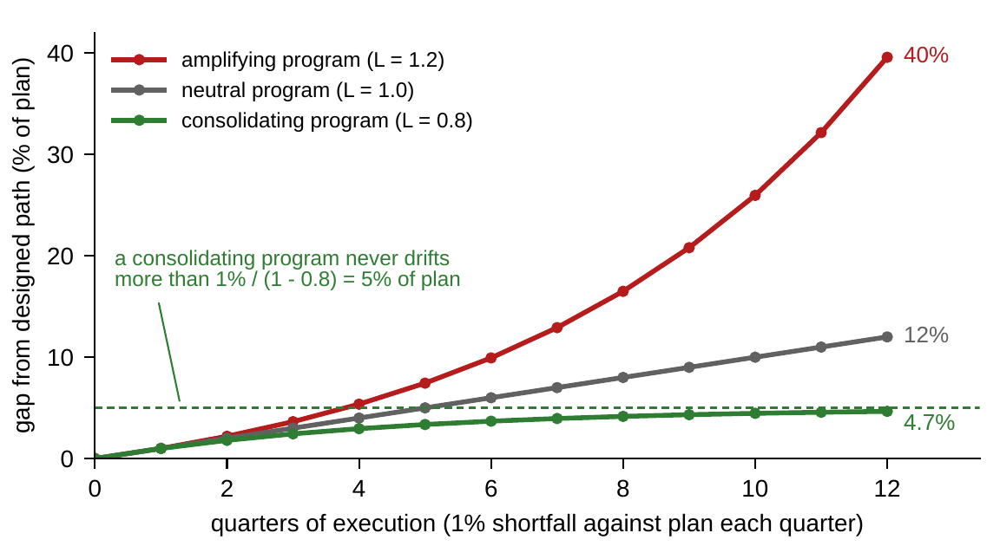 gap from designed path (% of plan)
40
30
20
10
0
amplifying program (L = 1.2)
neutral program (L = 1.0)
consolidating program (L = 0.8)
40%
a consolidating program never drifts
more than 1% / (1 - 0.8) = 5% of plan
12%
4.7%
0 2 4 6 8 10 12
quarters of execution (1% shortfall against plan each quarter)